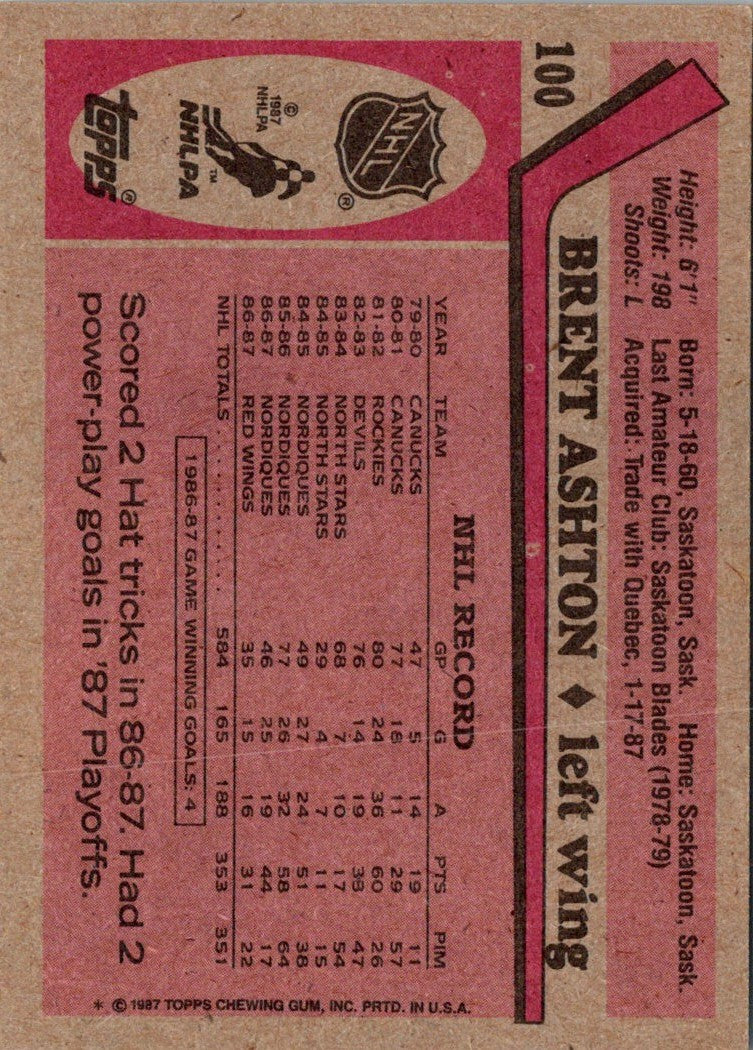 100
Height: 6'1" Born: 5-18-60, Saskatoon, Sask. Home: Saskatoon, Sask.
Weight: 198 Last Amateur Club: Saskatoon Blades (1978-79)
Shoots: L Acquired: Trade with Quebec, 1-17-87
BRENT ASHTON ♦ left wing
NHL ®
© 1987 NHLPA
NHLPA ™
TOPPS ®
NHL RECORD
YEAR TEAM GP G A PTS PIM
79-80 CANUCKS 47 5 14 19 11
80-81 CANUCKS 77 18 11 29 57
81-82 ROCKIES 80 24 36 60 26
82-83 DEVILS 76 14 19 38 47
83-84 NORTH STARS 68 7 10 17 54
84-85 NORTH STARS 29 4 7 11 15
84-85 NORDIQUES 49 27 24 51 38
85-86 NORDIQUES 77 26 32 58 64
86-87 NORDIQUES 46 25 19 44 17
86-87 RED WINGS 35 15 16 31 22
NHL TOTALS . . . . . . . . . . . . 584 165 188 353 351
1986-87 GAME WINNING GOALS: 4
Scored 2 Hat tricks in 86-87. Had 2
power-play goals in '87 Playoffs.
* © 1987 TOPPS CHEWING GUM, INC. PRTD. IN U.S.A.